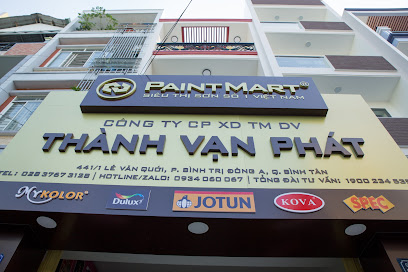 PAINTMART®
SIÊU THỊ SƠN SỐ 1 VIỆT NAM
CÔNG TY CP XD TM DV
THÀNH VẠN PHÁT
441/1 LÊ VĂN QUỚI, P. BÌNH TRỊ ĐÔNG A, Q. BÌNH TÂN
TEL: 028 3767 3128 | HOTLINE/ZALO: 0934 060 067 | TỔNG ĐÀI TƯ VẤN: 1900 234 53
MYKOLOR Dulux JOTUN KOVA SPEC